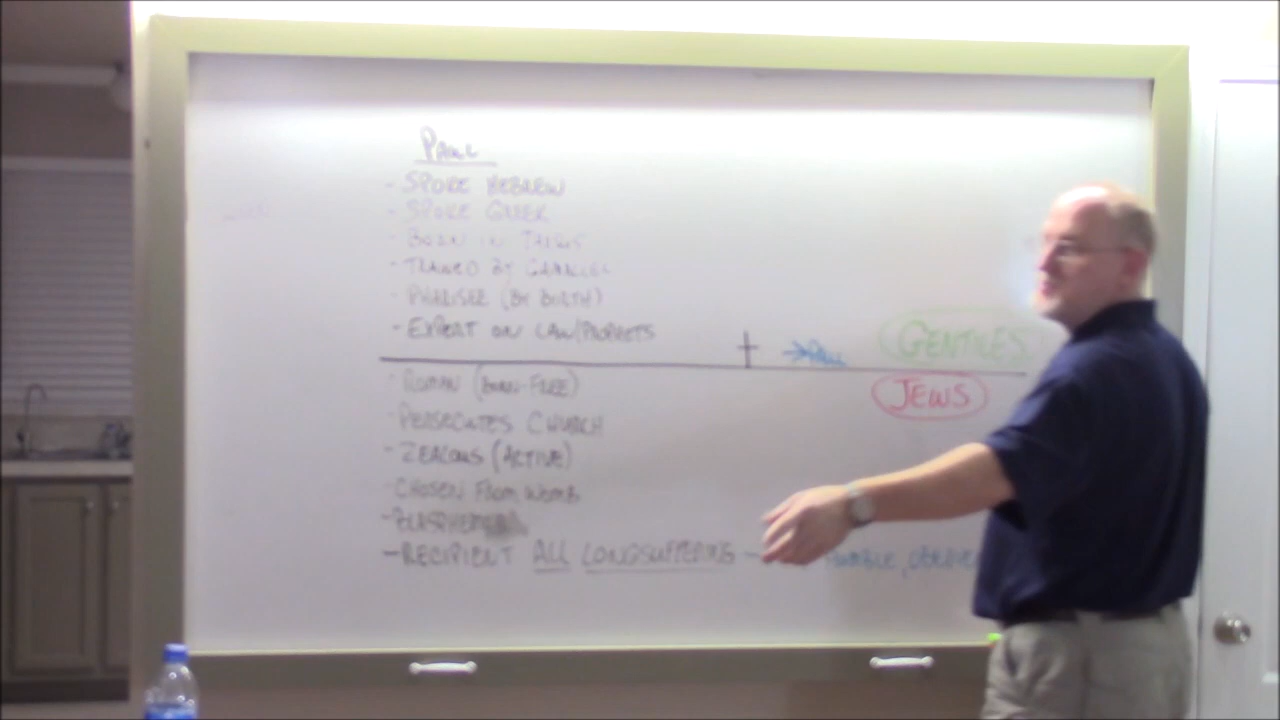 PAUL
- SPOKE HEBREW
- SPOKE GREEK
- BORN IN TARSUS
- TRAINED BY GAMALIEL
- PHARISEE (BY BIRTH)
- EXPERT ON LAW/PROPHETS
→ PAUL
GENTILES
- ROMAN (BORN-FREE)
JEWS
- PERSECUTES CHURCH
- ZEALOUS (ACTIVE)
- CHOSEN FROM WOMB
- RECIPIENT ALL LONGSUFFERING -